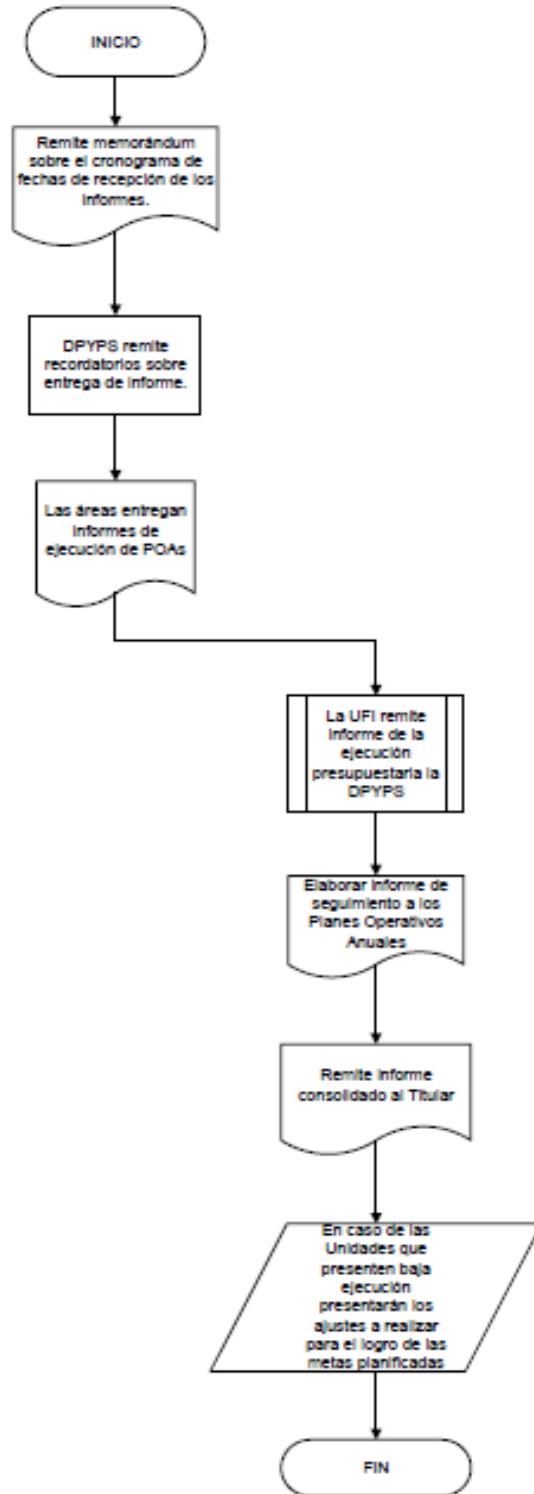 INICIO
Remite memorándum
sobre el cronograma de
fechas de recepción de los
informes.
DPYPS remite
recordatorios sobre
entrega de informe.
Las áreas entregan
informes de
ejecución de POAs
La UFI remite
informe de la
ejecución
presupuestaria la
DPYPS
Elaborar informe de
seguimiento a los
Planes Operativos
Anuales
Remite informe
consolidado al Titular
En caso de las
Unidades que
presenten baja
ejecución
presentarán los
ajustes a realizar
para el logro de las
metas planificadas
FIN